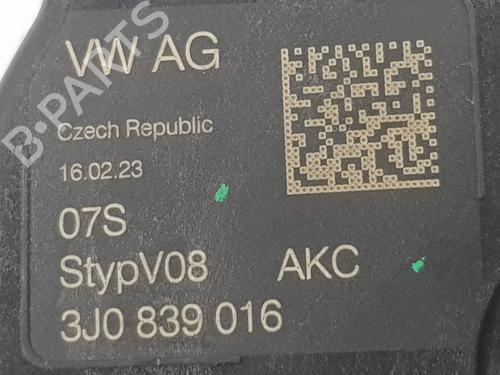 VW AG
Czech Republic
16.02.23
07S
StypV08 AKC
3J0 839 016
B-PARTS